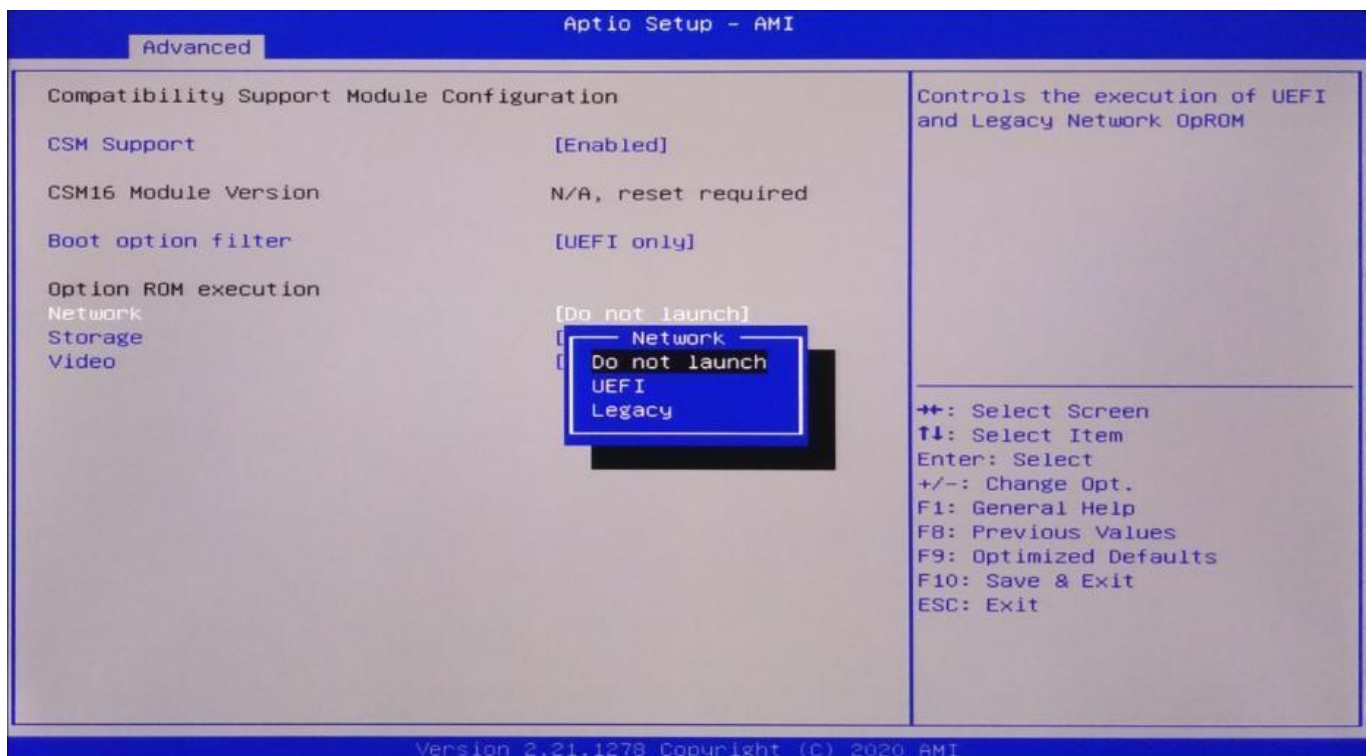 Aptio Setup – AMI
Advanced
Compatibility Support Module Configuration
CSM Support [Enabled]
CSM16 Module Version N/A, reset required
Boot option filter [UEFI only]
Option ROM execution
Network [Do not launch]
Storage [
Video [
Network
Do not launch
UEFI
Legacy
Controls the execution of UEFI
and Legacy Network OpROM
→←: Select Screen
↑↓: Select Item
Enter: Select
+/-: Change Opt.
F1: General Help
F8: Previous Values
F9: Optimized Defaults
F10: Save & Exit
ESC: Exit
Version 2.21.1278 Copyright (C) 2020 AMI